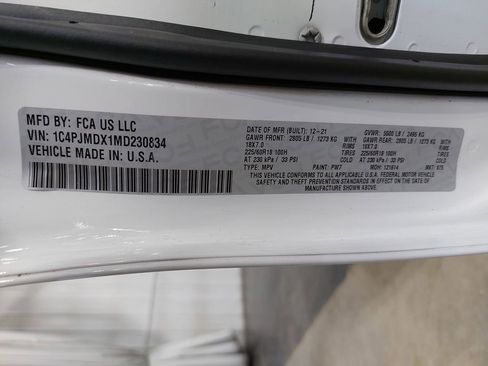 MFD BY: FCA US LLC
VIN: 1C4PJMDX1MD230834
VEHICLE MADE IN: U.S.A.
DATE OF MFR (BUILT): 12-21
GVWR: 5500 LB / 2495 KG
GAWR FRONT: 2805 LB / 1273 KG
GAWR REAR: 2805 LB / 1273 KG
18X7.0
RIMS
18X7.0
225/60R18 100H
TIRES
225/60R18 100H
AT 230 kPa / 33 PSI
AT 230 kPa / 33 PSI
TYPE: MPV
PAINT: PW7
MOH: 121614
MKT:
THIS VEHICLE CONFORMS TO ALL APPLICABLE U.S.A. FEDERAL MOTOR VEHICLE
SAFETY AND THEFT PREVENTION STANDARDS IN EFFECT ON THE DATE OF
MANUFACTURE SHOWN ABOVE.